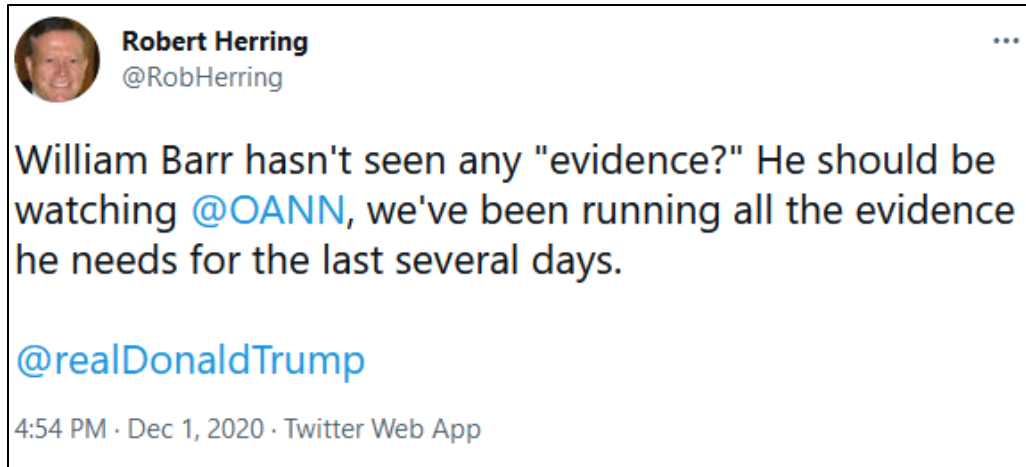 Robert Herring
@RobHerring
William Barr hasn't seen any "evidence?" He should be
watching @OANN, we've been running all the evidence
he needs for the last several days.
@realDonaldTrump
4:54 PM · Dec 1, 2020 · Twitter Web App